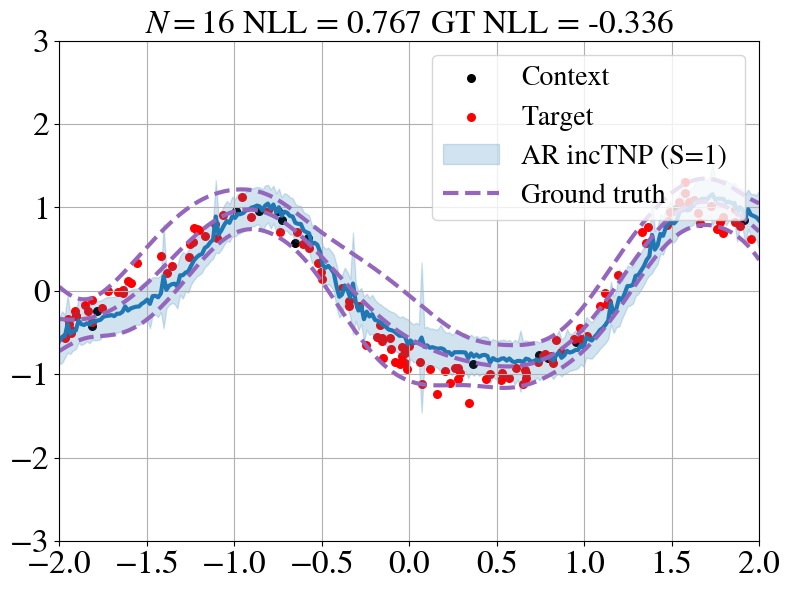 N = 16 NLL = 0.767 GT NLL = -0.336
Context
Target
AR incTNP (S=1)
Ground truth
3
2
1
0
−1
−2
−3
−2.0 −1.5 −1.0 −0.5 0.0 0.5 1.0 1.5 2.0